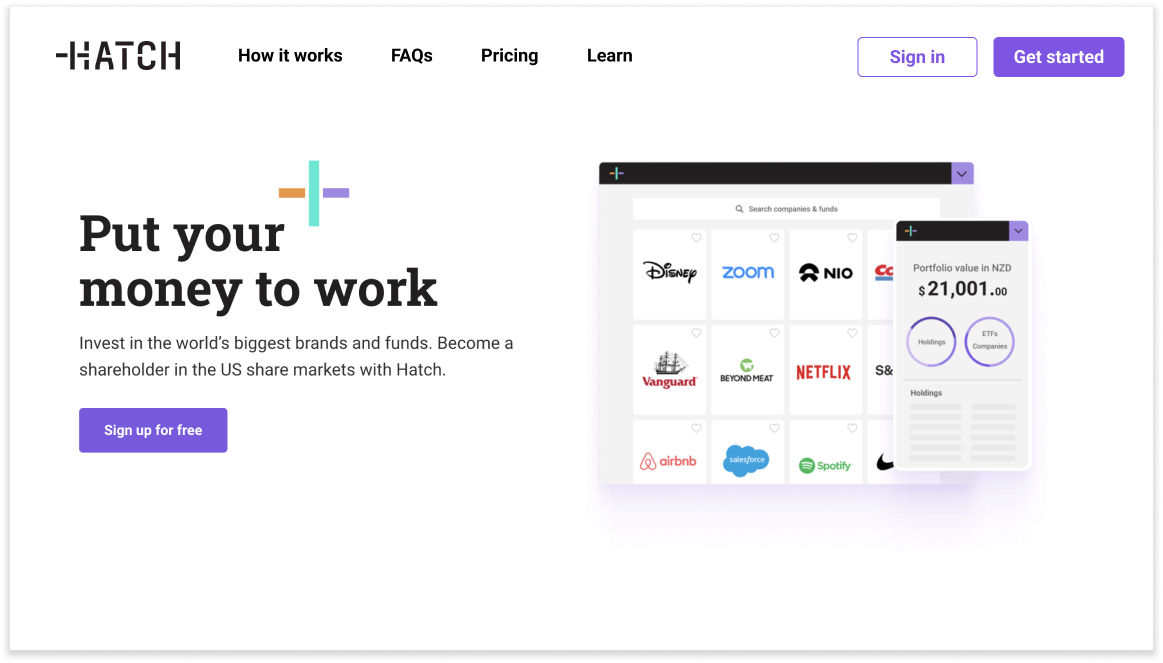 HATCH
How it works
FAQs
Pricing
Learn
Sign in
Get started
Put your
money to work
Invest in the world’s biggest brands and funds. Become a
shareholder in the US share markets with Hatch.
Sign up for free
Search companies & funds
Disney
zoom
NIO
Vanguard
BEYOND MEAT
NETFLIX
S&
airbnb
salesforce
Spotify
Portfolio value in NZD
$ 21,001.00
Holdings
ETFs
Companies
Holdings